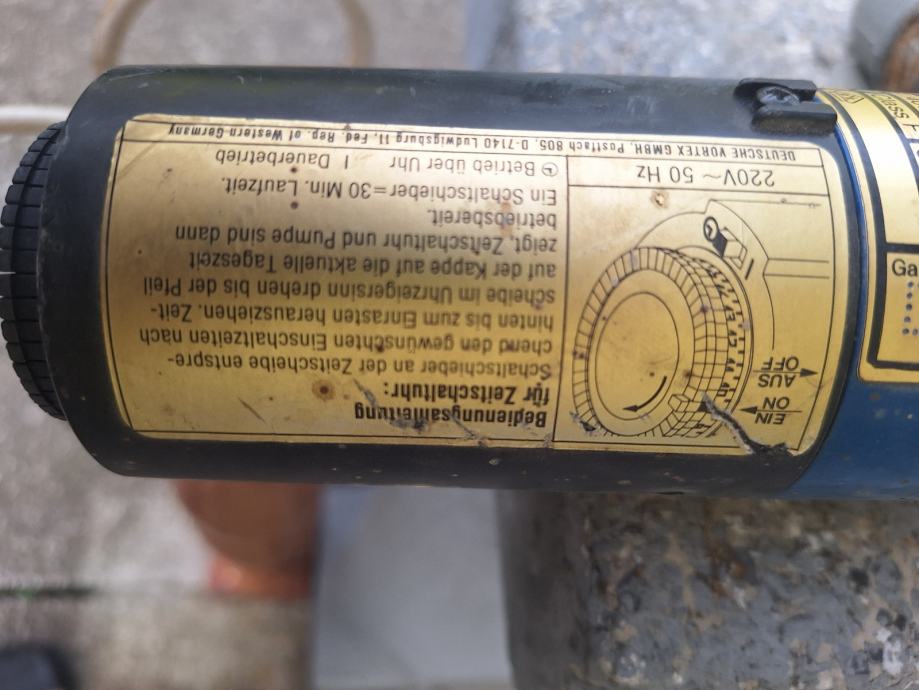 Bedienungsanleitung
für Zeitschaltuhr:
Schaltschieber an der Zeitscheibe entspre-
chend den gewünschten Einschaltzeiten nach
hinten bis zum Einrasten herausziehen. Zeit-
scheibe im Uhrzeigersinn drehen bis der Pfeil
auf der Kappe auf die aktuelle Tageszeit
zeigt. Zeitschaltuhr und Pumpe sind dann
betriebsbereit.
Ein Schaltschieber=30 Min. Laufzeit.
Betrieb über Uhr I Dauerbetrieb
EIN
ON
AUS
OFF
I
220V~ 50 Hz
DEUTSCHE VORTEX GMBH, Postfach 805, D-7140 Ludwigsburg 11, Fed. Rep. of Western Germany
Ga